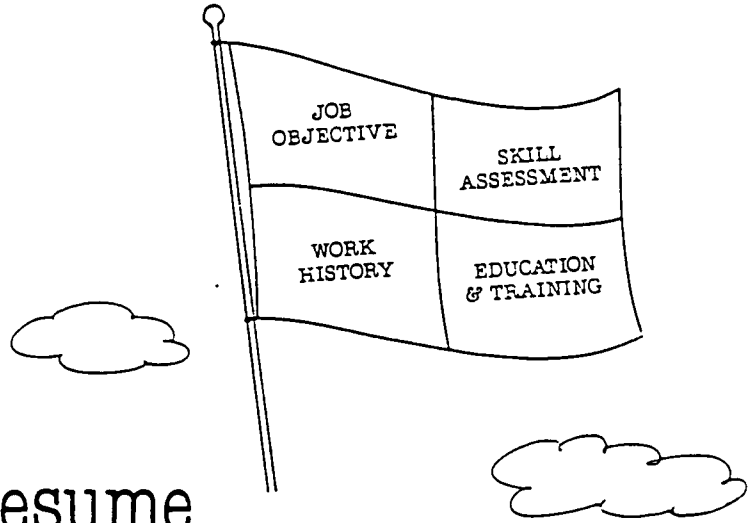 JOB
OBJECTIVE
SKILL
ASSESSMENT
WORK
HISTORY
EDUCATION
& TRAINING
esume